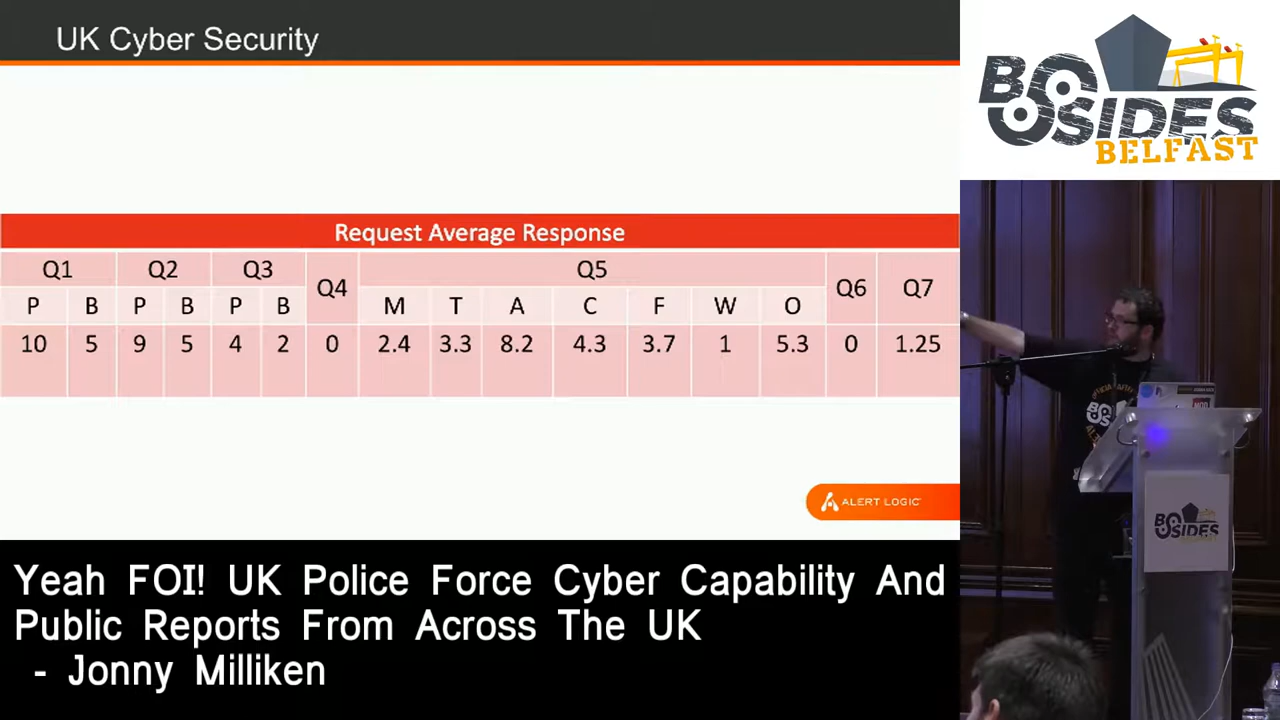 UK Cyber Security
Request Average Response
Q1 Q2 Q3 Q4 Q5 Q6 Q7
P B P B P B M T A C F W O
10 5 9 5 4 2 0 2.4 3.3 8.2 4.3 3.7 1 5.3 0 1.25
ALERT LOGIC
BSIDES
BELFAST
BSIDES
BELFAST
Yeah FOI! UK Police Force Cyber Capability And
Public Reports From Across The UK
- Jonny Milliken